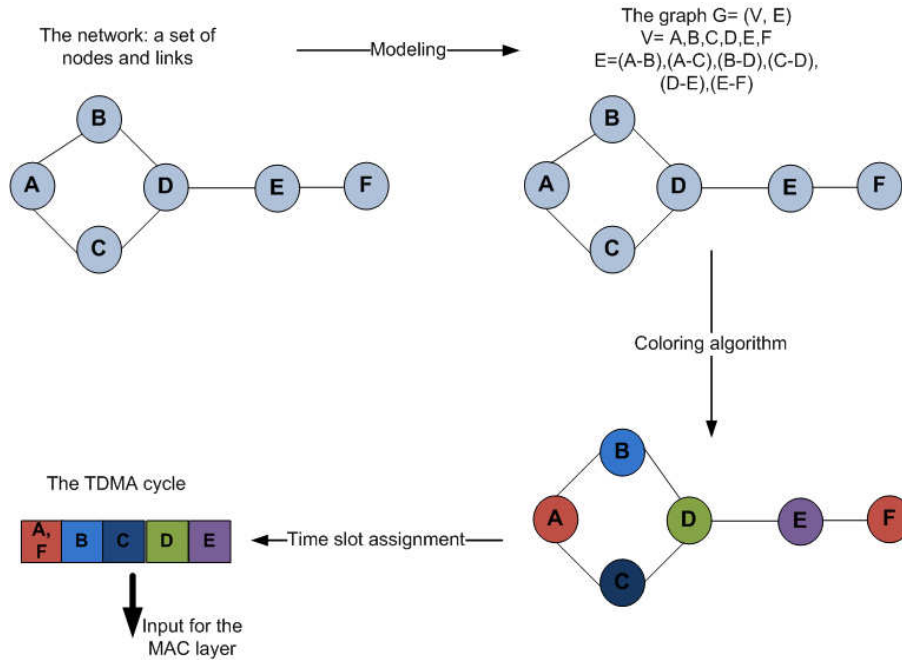 The network: a set of
nodes and links
Modeling
The graph G= (V, E)
V= A,B,C,D,E,F
E=(A-B),(A-C),(B-D),(C-D),
(D-E),(E-F)
B
A
D
E
F
C
B
A
D
E
F
C
Coloring algorithm
B
A
D
E
F
C
Time slot assignment
The TDMA cycle
A,
F
B
C
D
E
Input for the
MAC layer